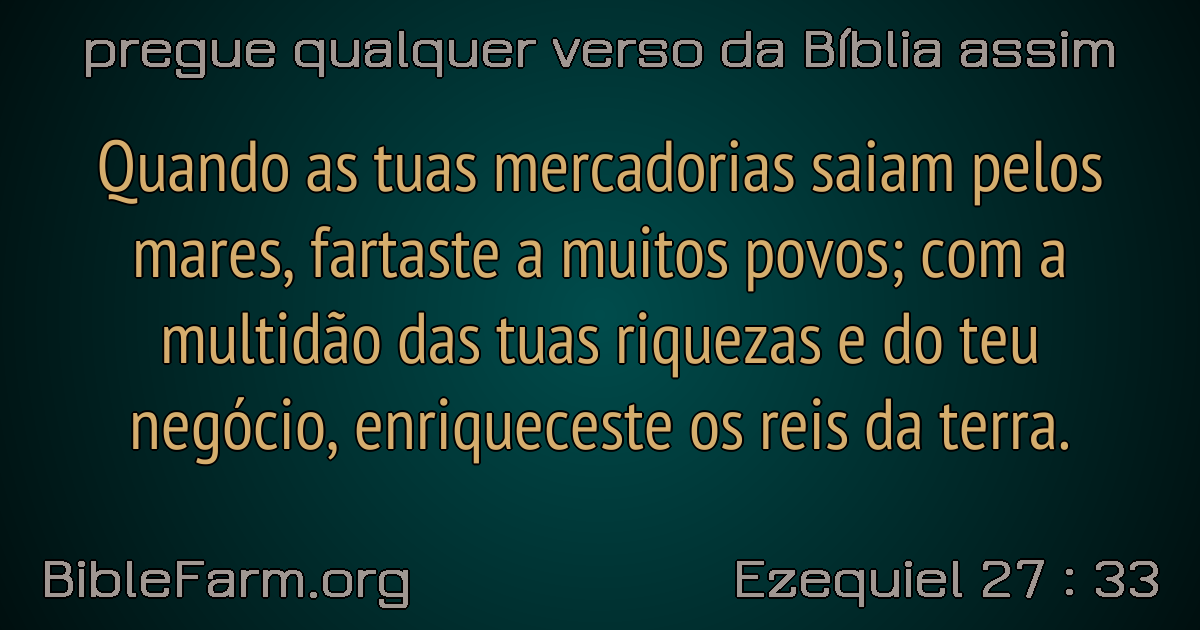 pregue qualquer verso da Bíblia assim
Quando as tuas mercadorias saiam pelos
mares, fartaste a muitos povos; com a
multidão das tuas riquezas e do teu
negócio, enriqueceste os reis da terra.
BibleFarm.org
Ezequiel 27 : 33